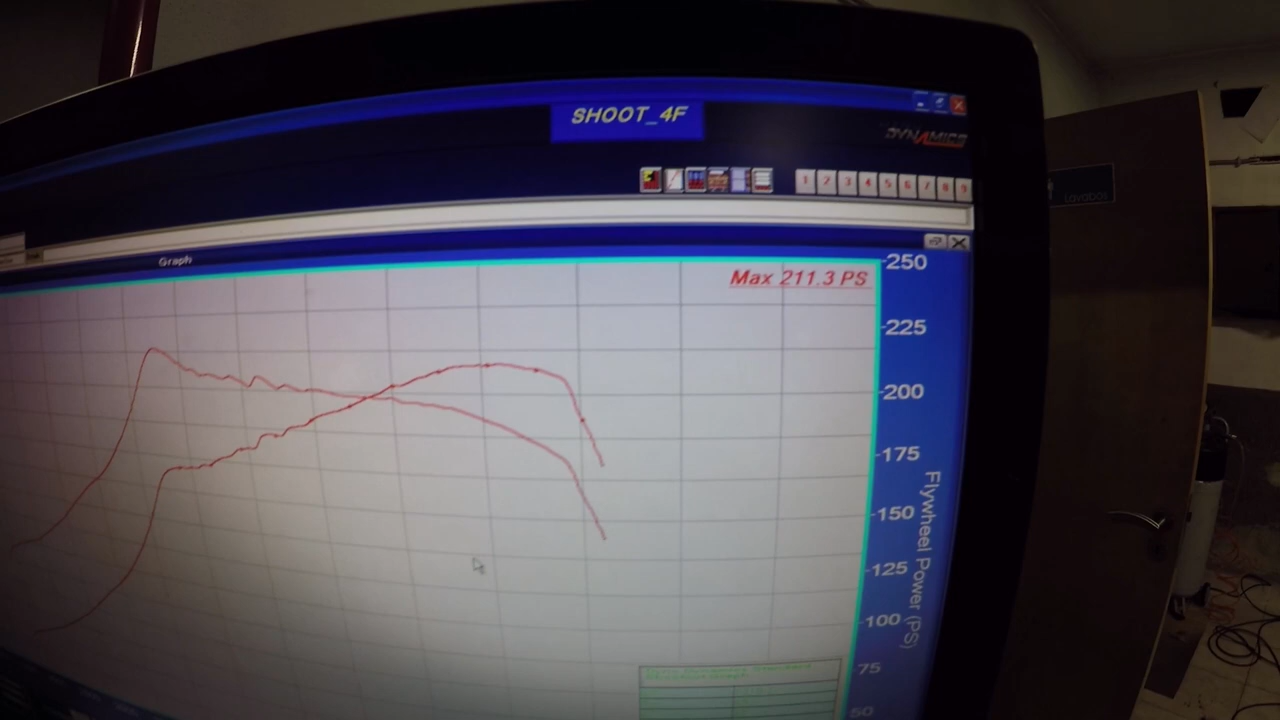 SHOOT_4F
DYNAMICS
1 2 3 4 5 6 7 8 9
Graph
Max 211.3 PS
250
225
200
175
150
125
100
75
50
Flywheel Power (PS)
Lavabos